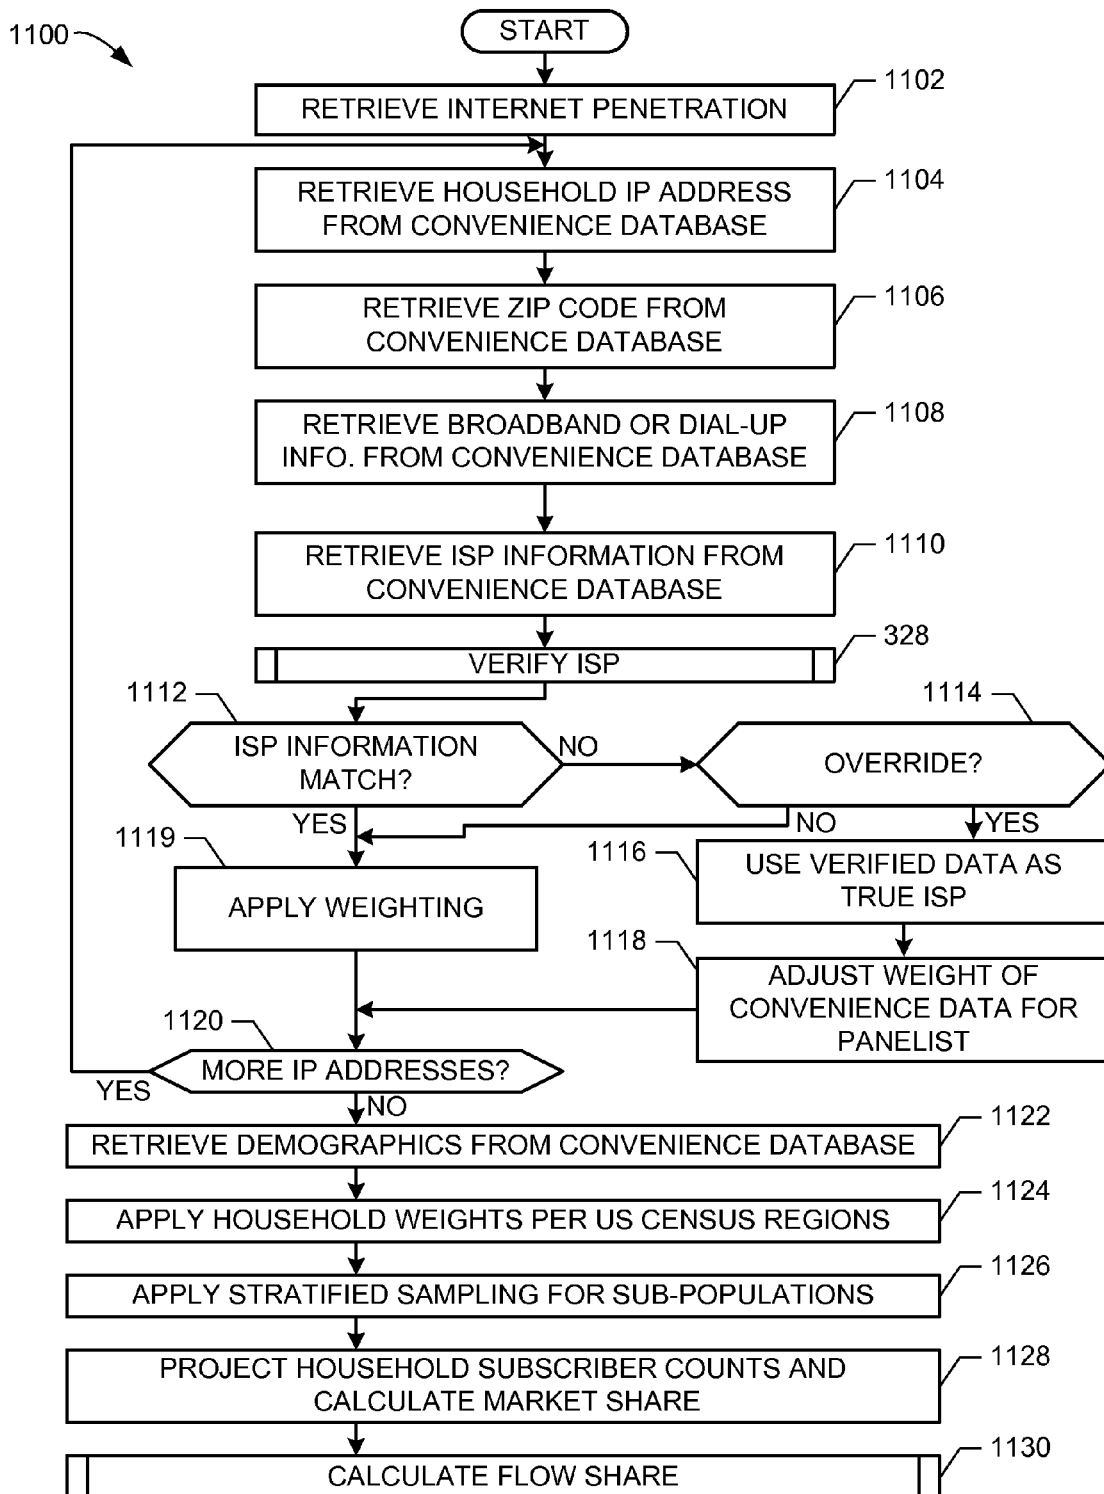 1100
START
1102
RETRIEVE INTERNET PENETRATION
1104
RETRIEVE HOUSEHOLD IP ADDRESS
FROM CONVENIENCE DATABASE
1106
RETRIEVE ZIP CODE FROM
CONVENIENCE DATABASE
1108
RETRIEVE BROADBAND OR DIAL-UP
INFO. FROM CONVENIENCE DATABASE
1110
RETRIEVE ISP INFORMATION FROM
CONVENIENCE DATABASE
328
VERIFY ISP
1112
ISP INFORMATION
MATCH?
NO
1114
OVERRIDE?
YES
NO
YES
1119
APPLY WEIGHTING
1116
USE VERIFIED DATA AS
TRUE ISP
1118
ADJUST WEIGHT OF
CONVENIENCE DATA FOR
PANELIST
1120
MORE IP ADDRESSES?
YES
NO
1122
RETRIEVE DEMOGRAPHICS FROM CONVENIENCE DATABASE
1124
APPLY HOUSEHOLD WEIGHTS PER US CENSUS REGIONS
1126
APPLY STRATIFIED SAMPLING FOR SUB-POPULATIONS
1128
PROJECT HOUSEHOLD SUBSCRIBER COUNTS AND
CALCULATE MARKET SHARE
1130
CALCULATE FLOW SHARE